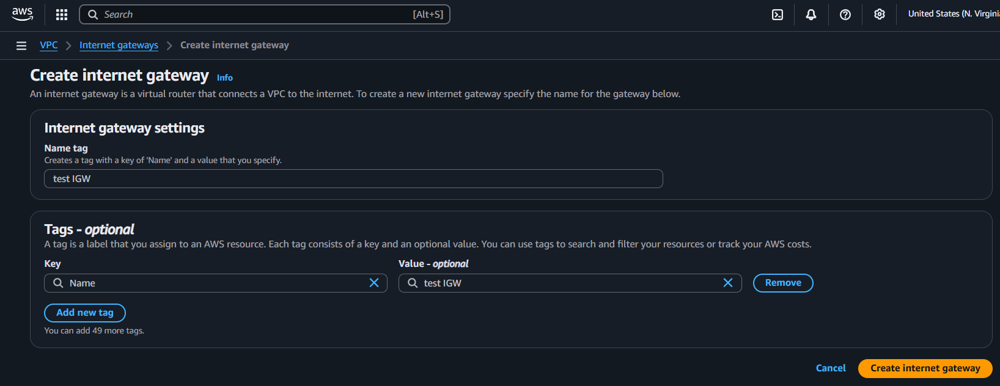 aws Search [Alt+S] United States (N. Virginia
VPC Internet gateways Create internet gateway
Create internet gateway Info
An internet gateway is a virtual router that connects a VPC to the internet. To create a new internet gateway specify the name for the gateway below.
Internet gateway settings
Name tag
Creates a tag with a key of 'Name' and a value that you specify.
test IGW
Tags - optional
A tag is a label that you assign to an AWS resource. Each tag consists of a key and an optional value. You can use tags to search and filter your resources or track your AWS costs.
Key Value - optional
Name test IGW Remove
Add new tag
You can add 49 more tags.
Cancel Create internet gateway